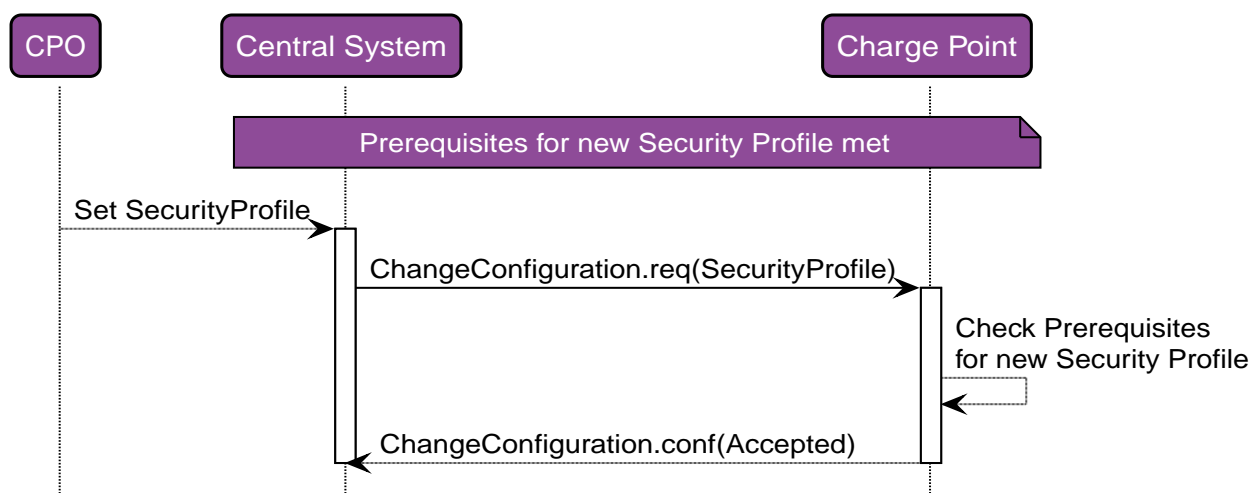 CPO
Central System
Charge Point
Prerequisites for new Security Profile met
Set SecurityProfile
ChangeConfiguration.req(SecurityProfile)
Check Prerequisites
for new Security Profile
ChangeConfiguration.conf(Accepted)